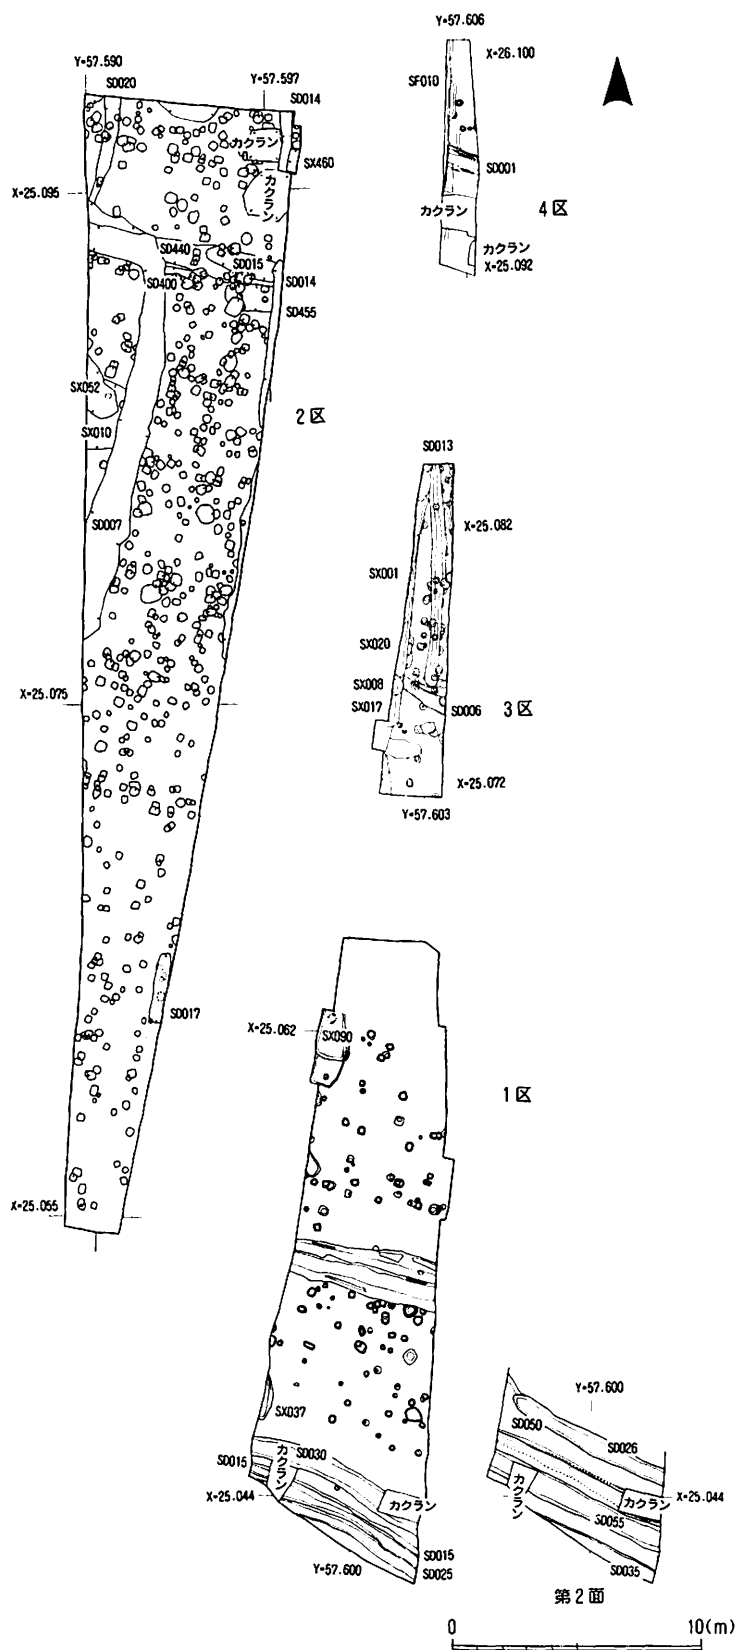 Y=57.590
SD020
Y=57.597
SD014
カクラン
SX460
カクラン
X=25.095
SD440
SD015
SD400
SD014
SD455
2区
SX052
SX010
SD007
X=25.075
SD017
X=25.055
Y=57.606
X=26.100
SF010
SD001
カクラン
4区
カクラン
X=25.092
SD013
X=25.082
SX001
SX020
SX008
SX017
SD006
3区
X=25.072
Y=57.603
X=25.062
SX090
1区
SX037
SD030
SD015
カクラン
X=25.044
カクラン
SD015
SD025
Y=57.600
Y=57.600
SD050
SD026
カクラン
カクラン
X=25.044
SD055
SD035
第2面
0
10(m)